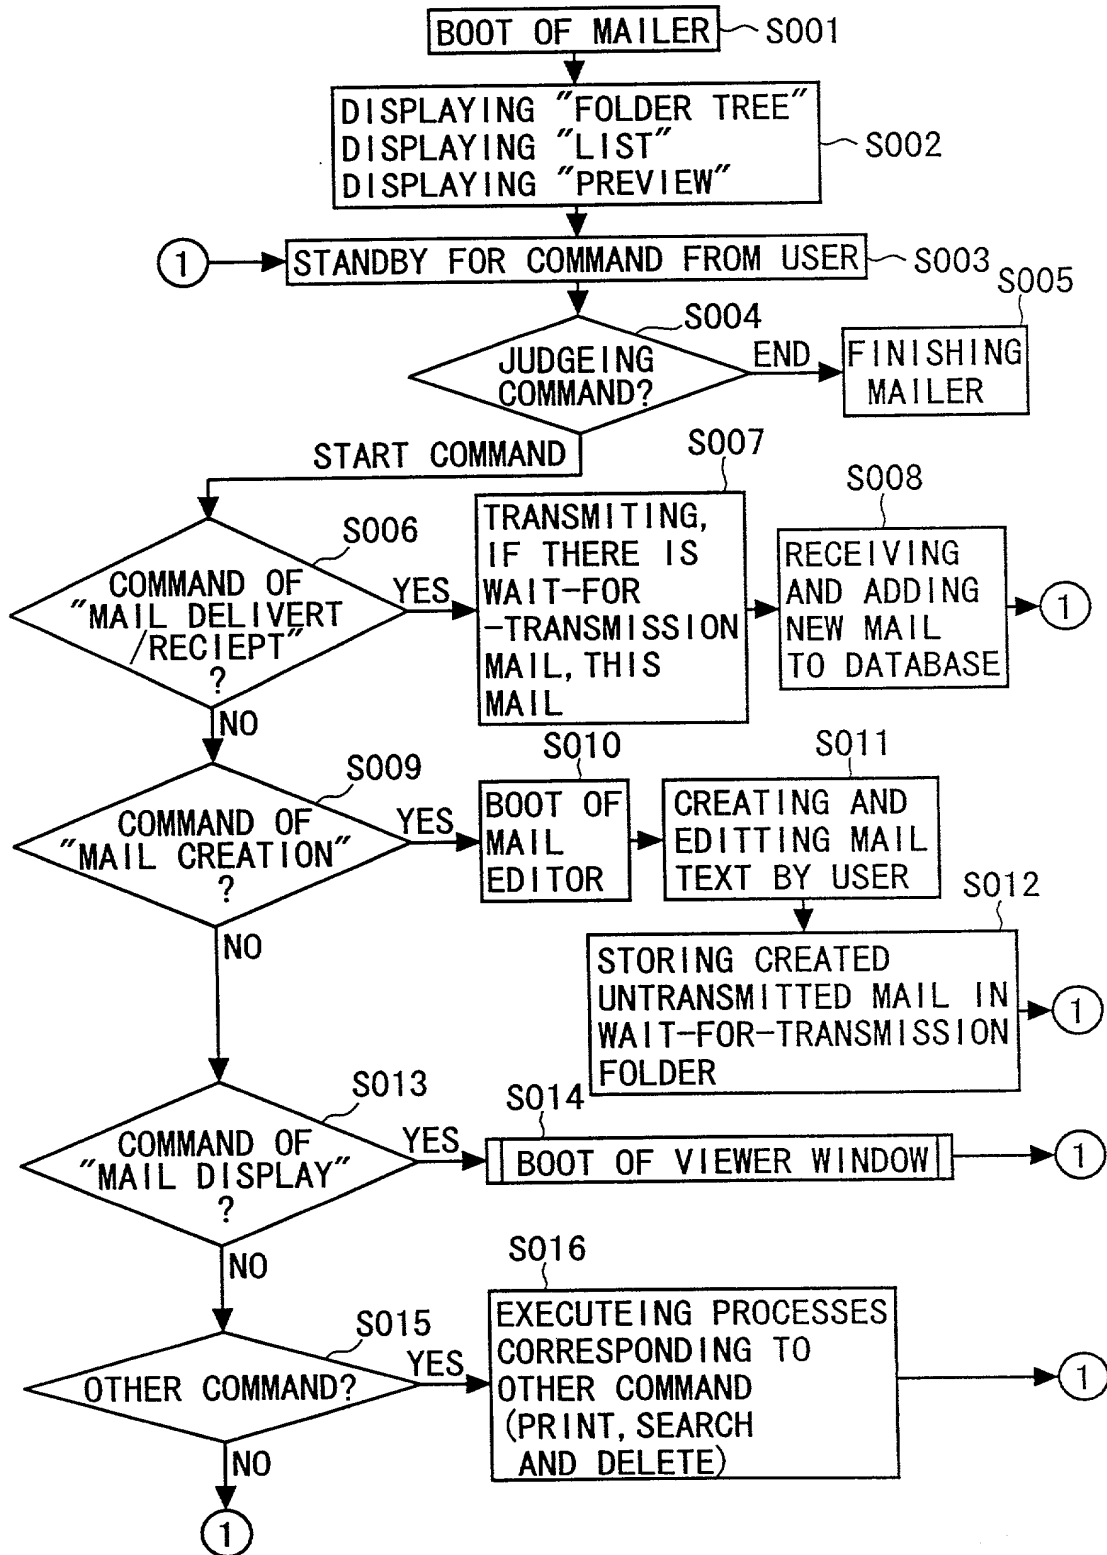 BOOT OF MAILER
S001
DISPLAYING "FOLDER TREE"
DISPLAYING "LIST"
DISPLAYING "PREVIEW"
S002
1
STANDBY FOR COMMAND FROM USER
S003
S004
JUDGEING
COMMAND?
END
S005
FINISHING
MAILER
START COMMAND
S006
COMMAND OF
"MAIL DELIVERT
/RECIEPT"
?
YES
S007
TRANSMITING,
IF THERE IS
WAIT-FOR
-TRANSMISSION
MAIL, THIS
MAIL
S008
RECEIVING
AND ADDING
NEW MAIL
TO DATABASE
1
NO
S009
COMMAND OF
"MAIL CREATION"
?
YES
S010
BOOT OF
MAIL
EDITOR
S011
CREATING AND
EDITTING MAIL
TEXT BY USER
S012
STORING CREATED
UNTRANSMITTED MAIL IN
WAIT-FOR-TRANSMISSION
FOLDER
1
NO
S013
COMMAND OF
"MAIL DISPLAY"
?
YES
S014
BOOT OF VIEWER WINDOW
1
NO
S015
OTHER COMMAND?
YES
S016
EXECUTEING PROCESSES
CORRESPONDING TO
OTHER COMMAND
(PRINT, SEARCH
AND DELETE)
1
NO
1